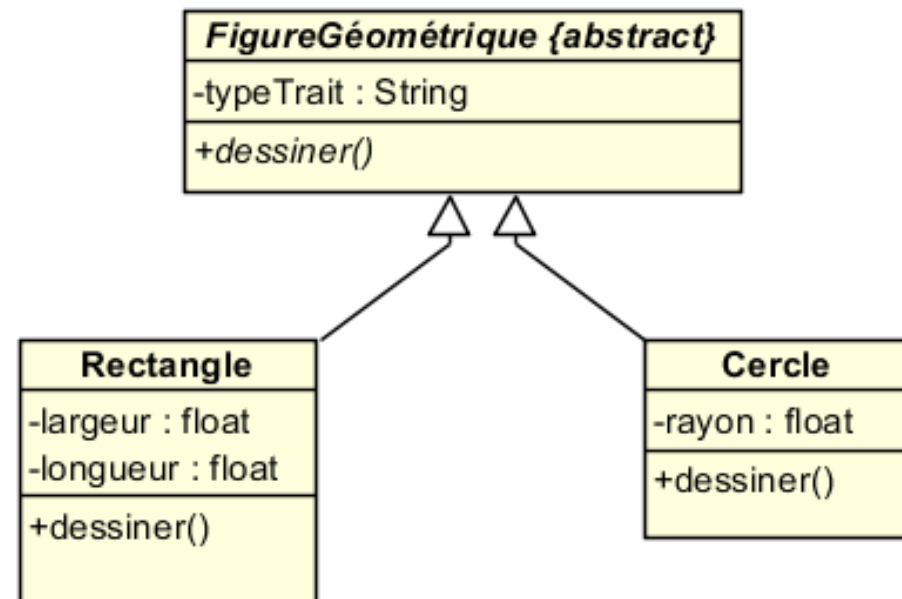 FigureGéométrique {abstract}
-typeTrait : String
+dessiner()
Rectangle
-largeur : float
-longueur : float
+dessiner()
Cercle
-rayon : float
+dessiner()